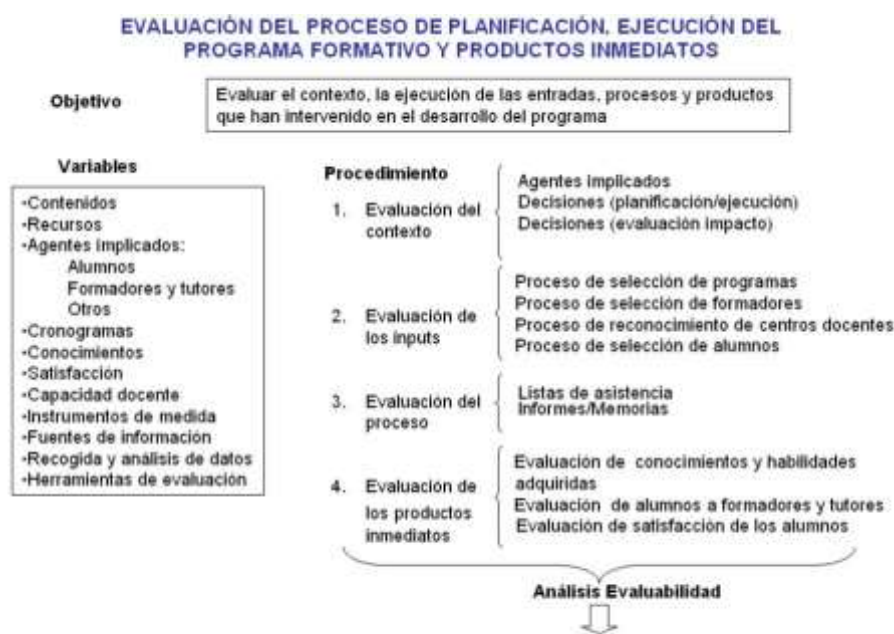 EVALUACIÓN DEL PROCESO DE PLANIFICACIÓN, EJECUCIÓN DEL
PROGRAMA FORMATIVO Y PRODUCTOS INMEDIATOS
Objetivo
Evaluar el contexto, la ejecución de las entradas, procesos y productos
que han intervenido en el desarrollo del programa
Variables
•Contenidos
•Recursos
•Agentes implicados:
Alumnos
Formadores y tutores
Otros
•Cronogramas
•Conocimientos
•Satisfacción
•Capacidad docente
•Instrumentos de medida
•Fuentes de información
•Recogida y análisis de datos
•Herramientas de evaluación
Procedimiento
1. Evaluación del
contexto
Agentes implicados
Decisiones (planificación/ejecución)
Decisiones (evaluación impacto)
2. Evaluación de
los inputs
Proceso de selección de programas
Proceso de selección de formadores
Proceso de reconocimiento de centros docentes
Proceso de selección de alumnos
3. Evaluación del
proceso
Listas de asistencia
Informes/Memorias
4. Evaluación de
los productos
inmediatos
Evaluación de conocimientos y habilidades
adquiridas
Evaluación de alumnos a formadores y tutores
Evaluación de satisfacción de los alumnos
Análisis Evaluabilidad